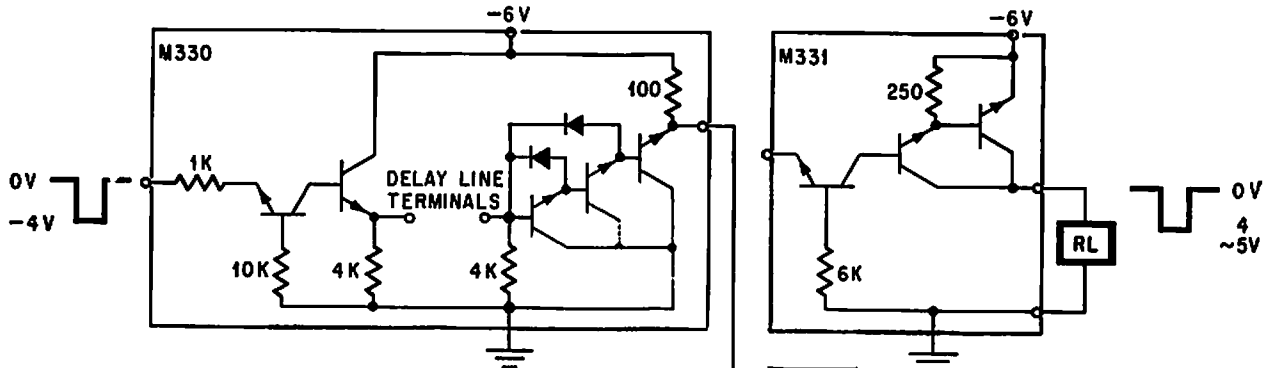 -6V
M330
100
1K
0V
-4V
DELAY LINE
TERMINALS
10K
4K
4K
-6V
M331
250
6K
RL
0V
4
~5V